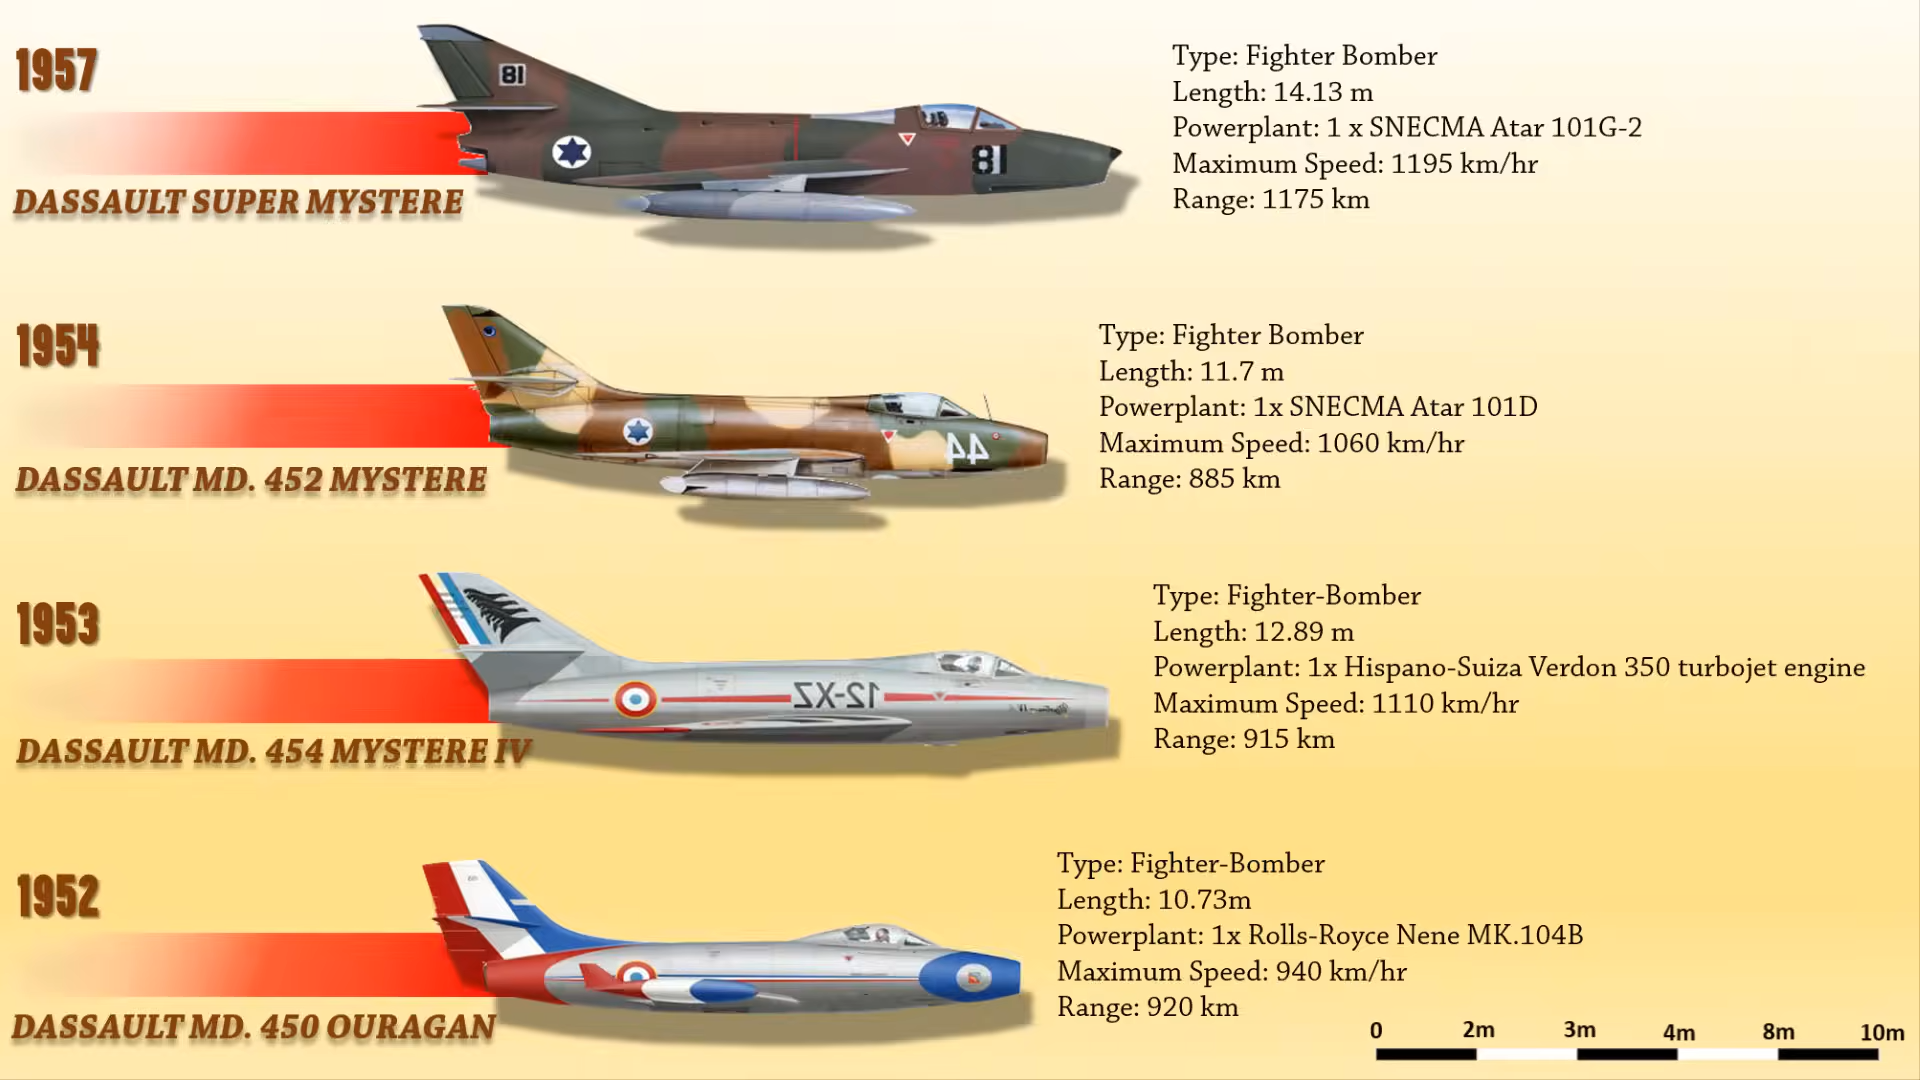 1957
81
81
DASSAULT SUPER MYSTERE
Type: Fighter Bomber
Length: 14.13 m
Powerplant: 1 x SNECMA Atar 101G-2
Maximum Speed: 1195 km/hr
Range: 1175 km
1954
44
DASSAULT MD. 452 MYSTERE
Type: Fighter Bomber
Length: 11.7 m
Powerplant: 1x SNECMA Atar 101D
Maximum Speed: 1060 km/hr
Range: 885 km
1953
12-XZ
DASSAULT MD. 454 MYSTERE IV
Type: Fighter-Bomber
Length: 12.89 m
Powerplant: 1x Hispano-Suiza Verdon 350 turbojet engine
Maximum Speed: 1110 km/hr
Range: 915 km
1952
DASSAULT MD. 450 OURAGAN
Type: Fighter-Bomber
Length: 10.73m
Powerplant: 1x Rolls-Royce Nene MK.104B
Maximum Speed: 940 km/hr
Range: 920 km
0 2m 3m 4m 8m 10m